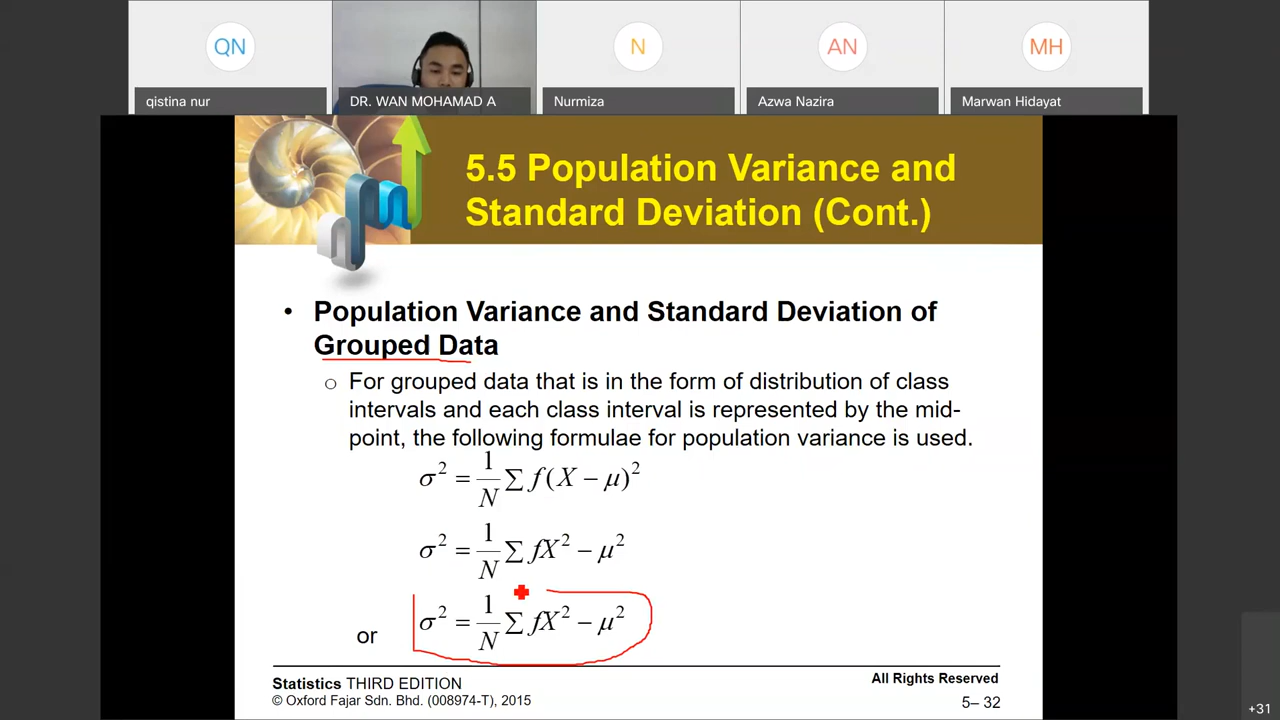 QN
N
AN
MH
qistina nur
DR. WAN MOHAMAD A
Nurmiza
Azwa Nazira
Marwan Hidayat
5.5 Population Variance and
Standard Deviation (Cont.)
• Population Variance and Standard Deviation of
Grouped Data
○ For grouped data that is in the form of distribution of class
intervals and each class interval is represented by the mid-
point, the following formulae for population variance is used.
σ² = 1/N Σ f(X − μ)²
σ² = 1/N Σ fX² − μ²
or σ² = 1/N Σ fX² − μ²
Statistics THIRD EDITION
All Rights Reserved
© Oxford Fajar Sdn. Bhd. (008974-T), 2015
5– 32
+31